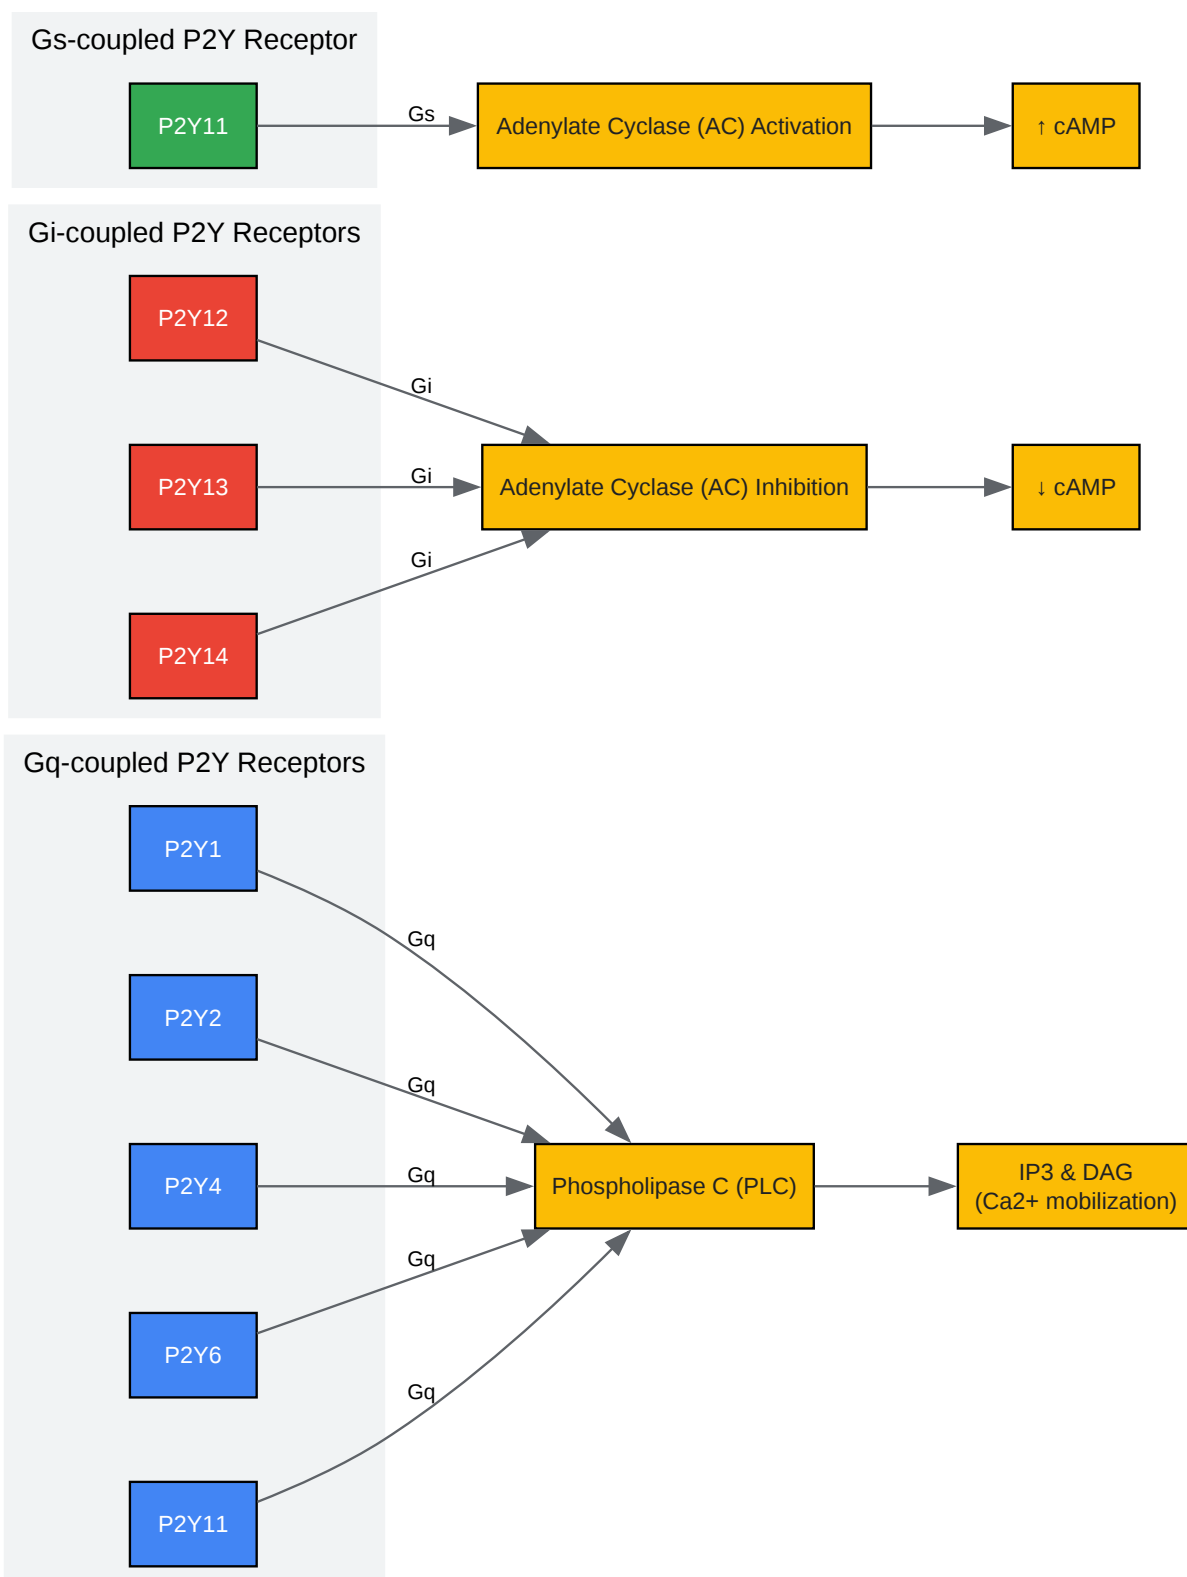 Gs-coupled P2Y Receptor
P2Y11
Gs
Adenylate Cyclase (AC) Activation
↑ cAMP
Gi-coupled P2Y Receptors
P2Y12
Gi
P2Y13
Gi
Adenylate Cyclase (AC) Inhibition
↓ cAMP
Gi
P2Y14
Gq-coupled P2Y Receptors
P2Y1
Gq
P2Y2
Gq
P2Y4
Gq
Phospholipase C (PLC)
IP3 & DAG
(Ca2+ mobilization)
Gq
P2Y6
Gq
P2Y11